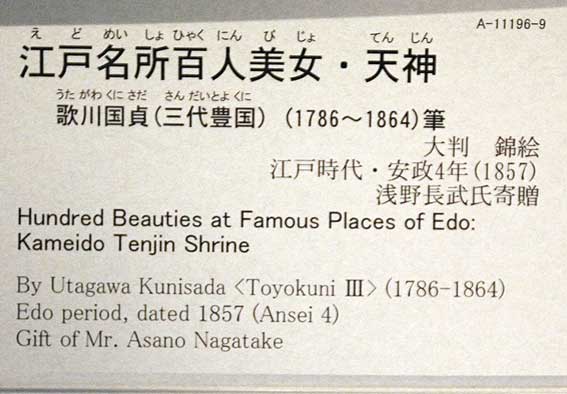 A-11196-9
え ど めい しょ ひゃく にん び じょ てん じん
江戸名所百人美女・天神
うた がわ くに さだ さん だい とよ くに
歌川国貞(三代豊国) (1786～1864)筆
大判 錦絵
江戸時代・安政4年(1857)
浅野長武氏寄贈
Hundred Beauties at Famous Places of Edo:
Kameido Tenjin Shrine
By Utagawa Kunisada <Toyokuni Ⅲ> (1786-1864)
Edo period, dated 1857 (Ansei 4)
Gift of Mr. Asano Nagatake